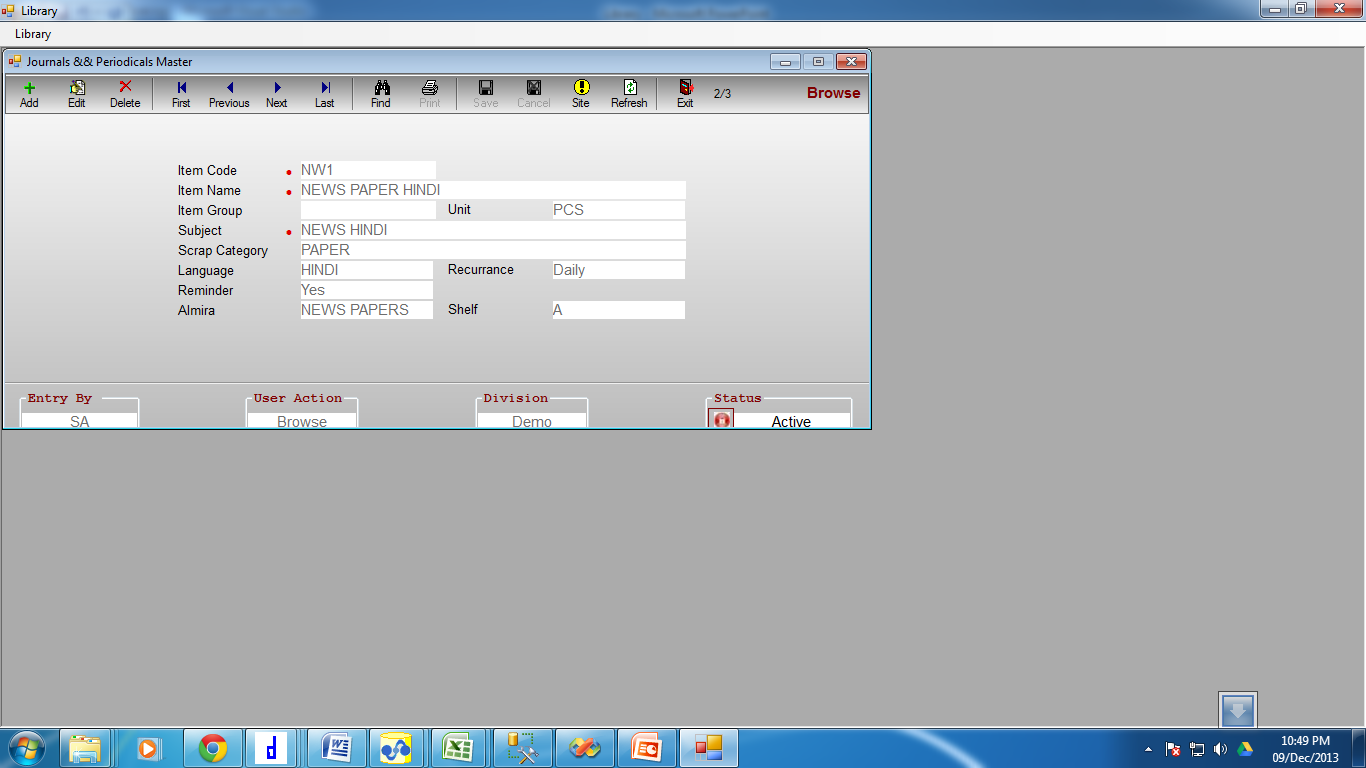 Library
Library
Journals && Periodicals Master
Add Edit Delete First Previous Next Last Find Print Save Cancel Site Refresh Exit 2/3 Browse
Item Code NW1
Item Name NEWS PAPER HINDI
Item Group Unit PCS
Subject NEWS HINDI
Scrap Category PAPER
Language HINDI Recurrance Daily
Reminder Yes
Almira NEWS PAPERS Shelf A
Entry By User Action Division Status
SA Browse Demo Active
10:49 PM
09/Dec/2013